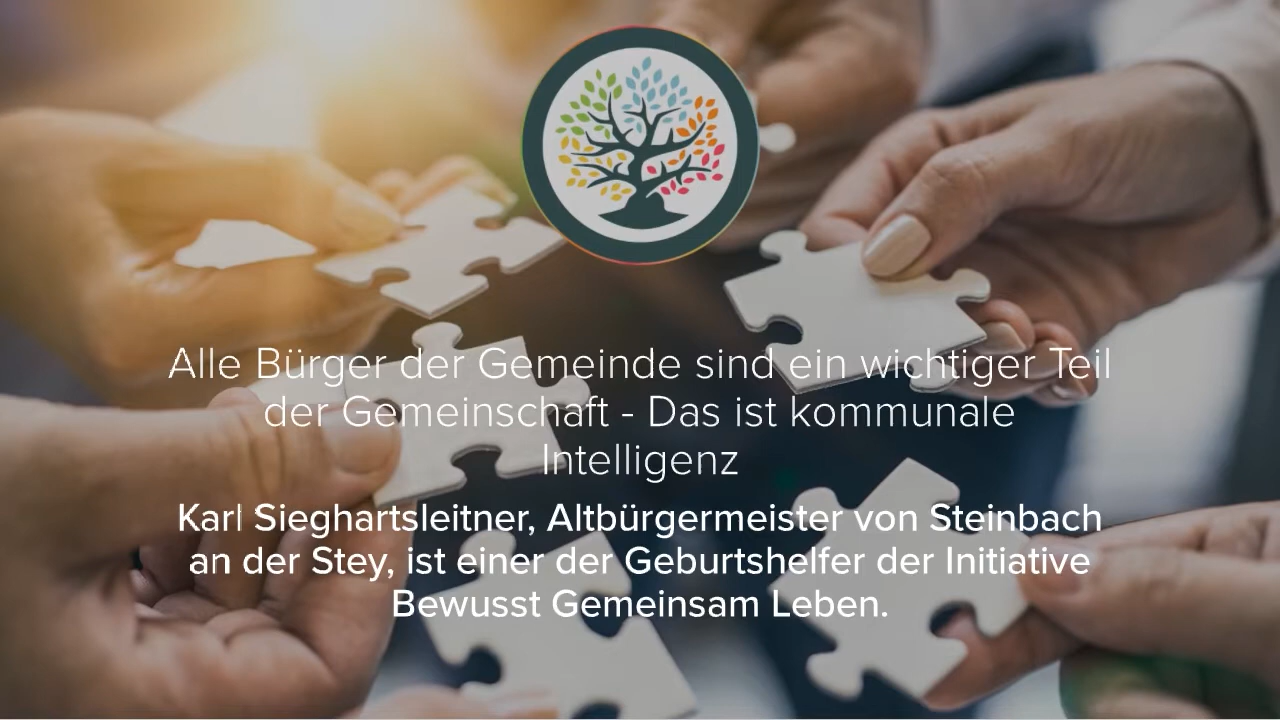 Alle Bürger der Gemeinde sind ein wichtiger Teil
der Gemeinschaft - Das ist kommunale
Intelligenz
Karl Sieghartsleitner, Altbürgermeister von Steinbach
an der Stey, ist einer der Geburtshelfer der Initiative
Bewusst Gemeinsam Leben.